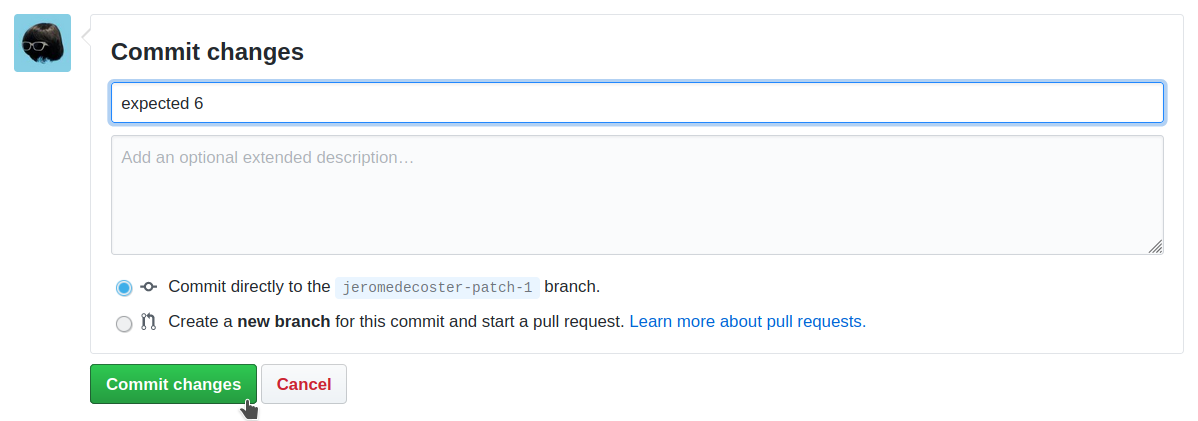 Commit changes
expected 6
Add an optional extended description…
Commit directly to the jeromedecoster-patch-1 branch.
Create a new branch for this commit and start a pull request. Learn more about pull requests.
Commit changes Cancel